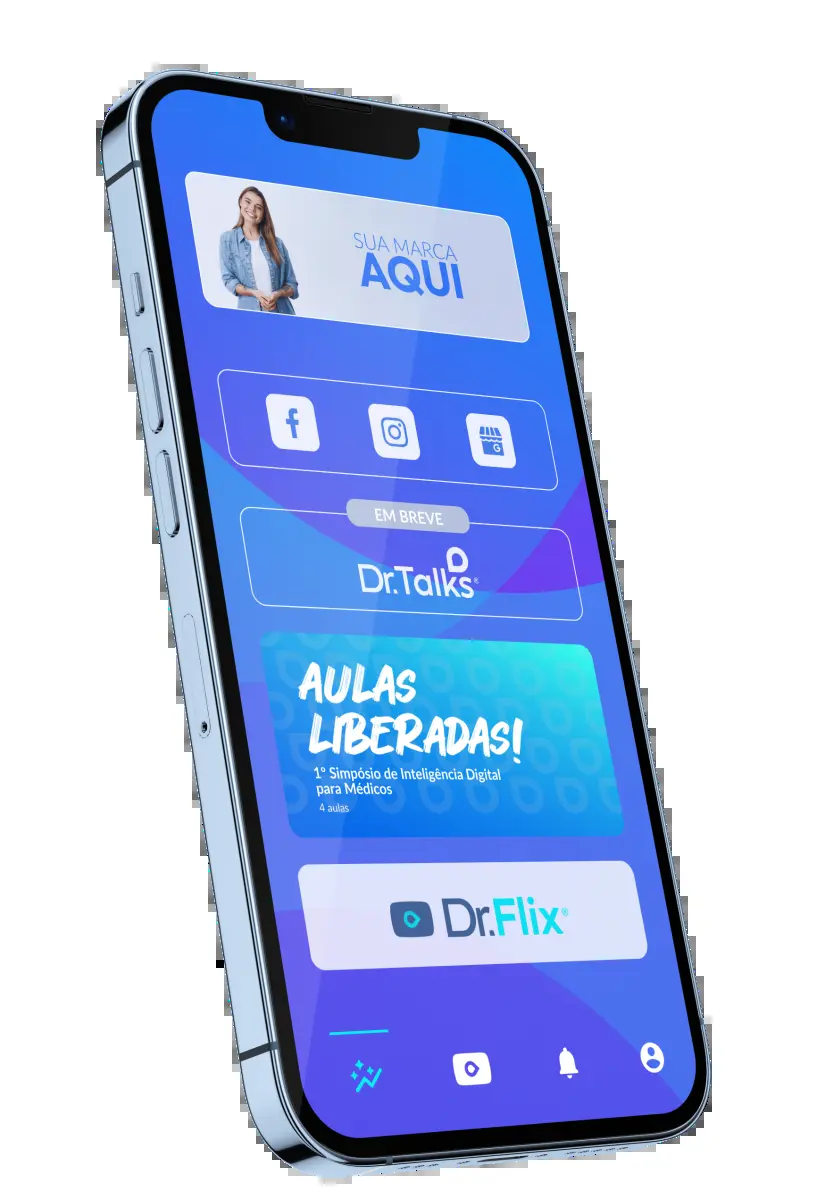 SUA MARCA
AQUI
EM BREVE
Dr.Talks®
AULAS
LIBERADAS!
1º Simpósio de Inteligência Digital
para Médicos
4 aulas
Dr.Flix®